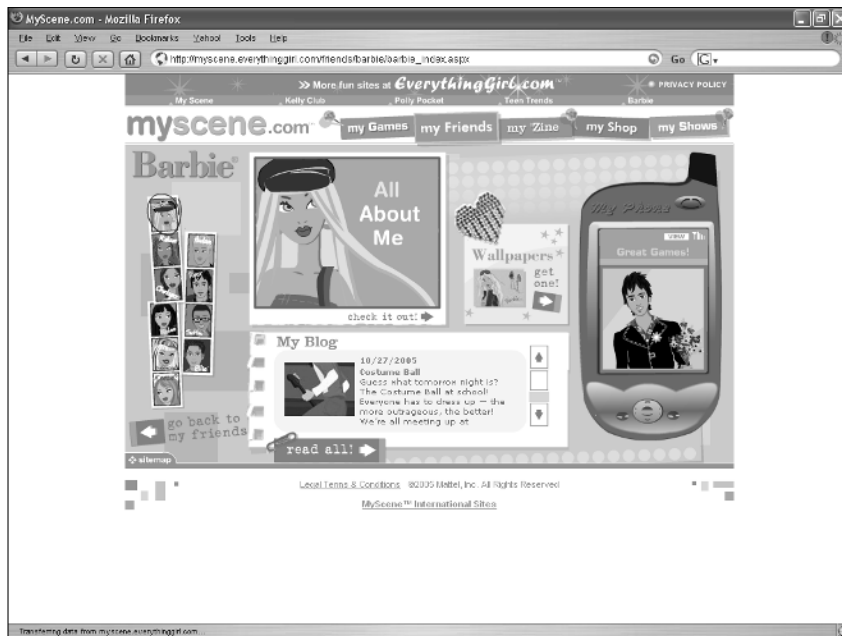 MyScene.com - Mozilla Firefox
File Edit View Go Bookmarks Yahoo! Tools Help
http://myscene.everythinggirl.com/friends/barbie/barbie_index.aspx Go G
>> More fun sites at EverythingGirl.com™ PRIVACY POLICY
My Scene Kelly Club Polly Pocket Teen Trends Barbie
myscene.com™ my Games my Friends my 'Zine my Shop my Shows
Barbie®
All
About
Me
check it out!
Wallpapers
get
one!
My Phone
VIEW
Great Games!
My Blog
10/27/2005
Costume Ball
Guess what tomorrow night is?
The Costume Ball at school!
Everyone has to dress up — the
more outrageous, the better!
We're all meeting up at
read all!
go back to
my friends
sitemap
Legal Terms & Conditions ©2005 Mattel, Inc. All Rights Reserved
MyScene™ International Sites
Transferring data from myscene.everythinggirl.com...